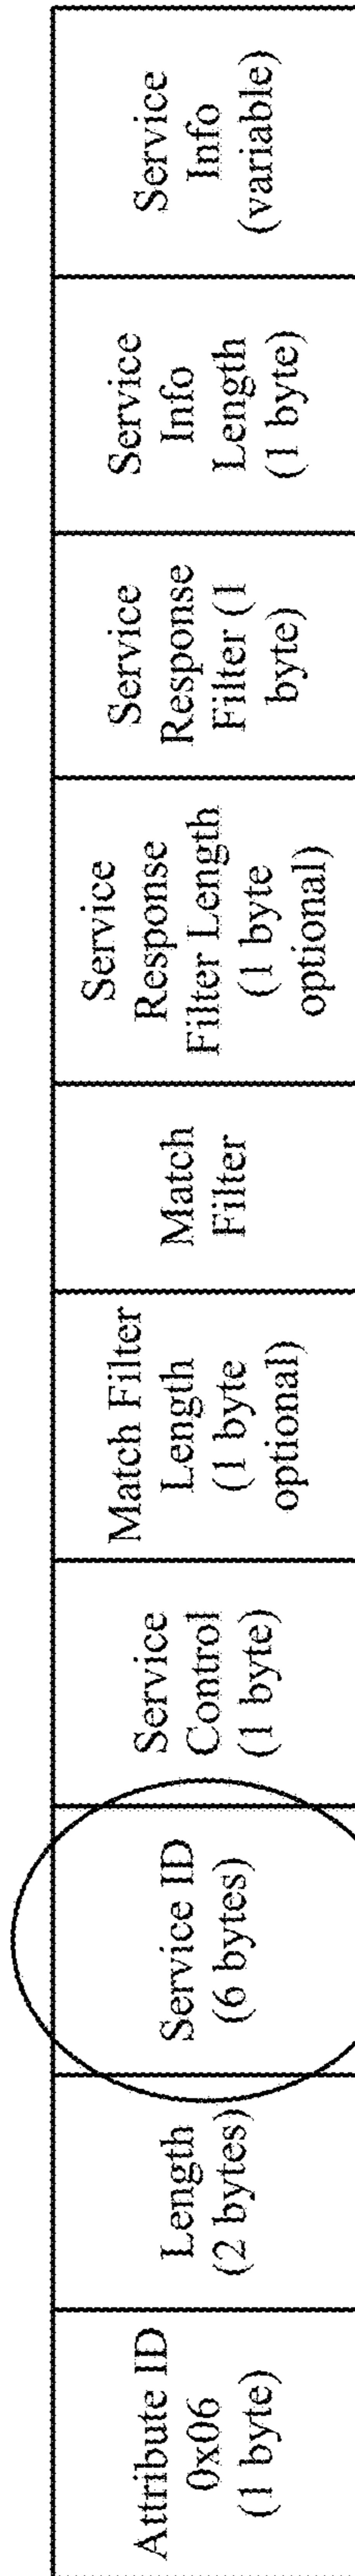 Attribute ID
0x06
(1 byte)
Length
(2 bytes)
Service ID
(6 bytes)
Service
Control
(1 byte)
Match Filter
Length
(1 byte
optional)
Match
Filter
Service
Response
Filter Length
(1 byte
optional)
Service
Response
Filter (1
byte)
Service
Info
Length
(1 byte)
Service
Info
(variable)